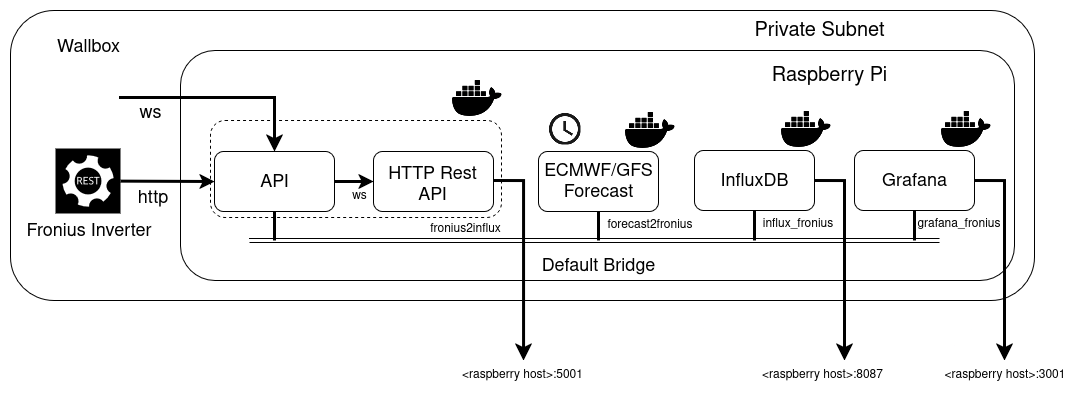 Private Subnet
Wallbox
Raspberry Pi
ws
REST
http
Fronius Inverter
API
ws
HTTP Rest
API
ECMWF/GFS
Forecast
InfluxDB
Grafana
fronius2influx
forecast2fronius
influx_fronius
grafana_fronius
Default Bridge
<raspberry host>:5001
<raspberry host>:8087
<raspberry host>:3001